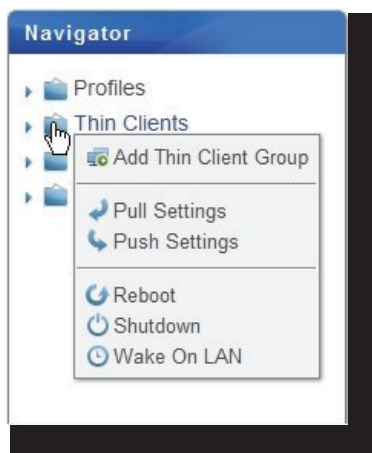 Navigator
Profiles
Thin Clients
Add Thin Client Group
Pull Settings
Push Settings
Reboot
Shutdown
Wake On LAN